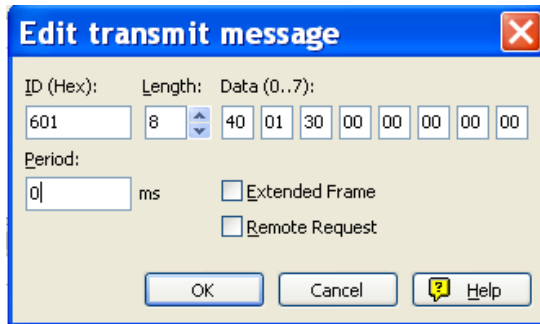 Edit transmit message
ID (Hex): Length: Data (0..7):
601 8 40 01 30 00 00 00 00 00
Period:
0 ms Extended Frame
Remote Request
OK Cancel Help